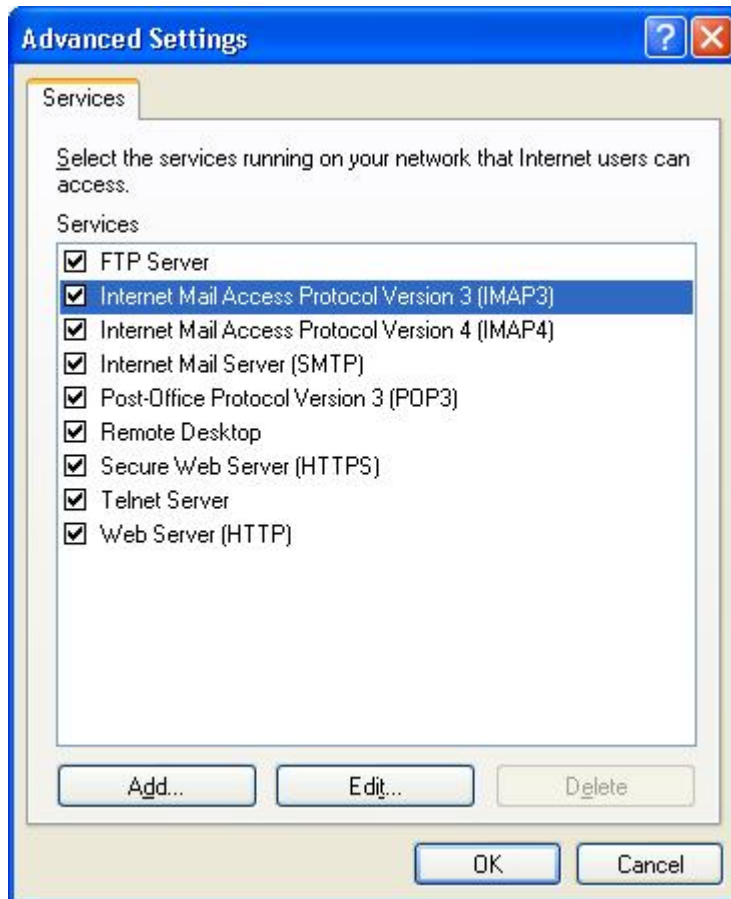 Advanced Settings
Services
Select the services running on your network that Internet users can
access.
Services
FTP Server
Internet Mail Access Protocol Version 3 (IMAP3)
Internet Mail Access Protocol Version 4 (IMAP4)
Internet Mail Server (SMTP)
Post-Office Protocol Version 3 (POP3)
Remote Desktop
Secure Web Server (HTTPS)
Telnet Server
Web Server (HTTP)
Add... Edit... Delete
OK Cancel